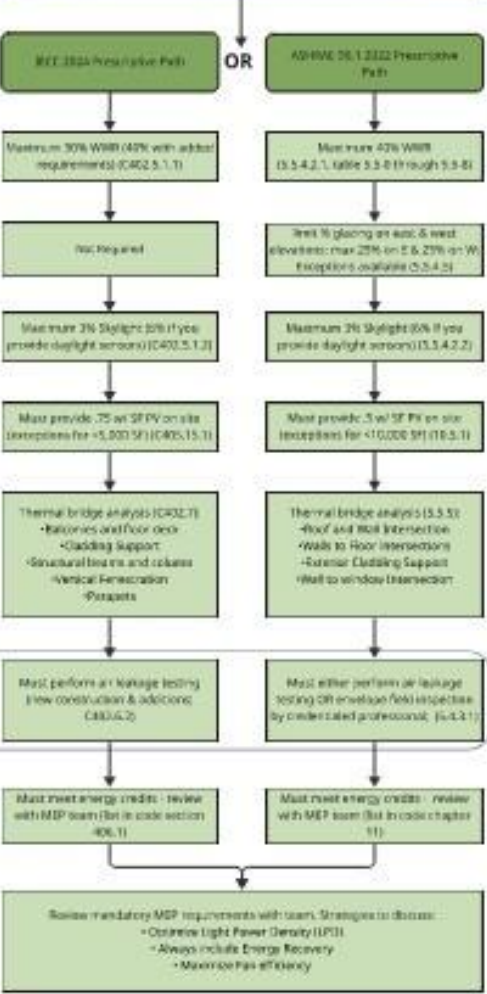 IECC 2024 Prescriptive Path
OR
ASHRAE 90.1 2022 Prescriptive
Path
Maximum 30% WWR (40% with added
requirements) (C402.5.1.1)
Maximum 40% WWR
(5.5.4.2.1, table 5.5-0 through 5.5-8)
Not Required
limit % glazing on east & west
elevations: max 25% on E & 25% on W;
Exceptions available (5.5.4.5)
Maximum 3% Skylight (6% if you
provide daylight sensors) (C402.5.1.2)
Maximum 3% Skylight (6% if you
provide daylight sensors) (5.5.4.2.2)
Must provide .75 w/ SF PV on site
(exceptions for <5,000 SF) (C405.15.1)
Must provide .5 w/ SF PV on site
(exceptions for <10,000 SF) (10.5.1)
Thermal bridge analysis (C402.7)
•Balconies and floor deck
•Cladding Support
•Structural beams and column
•Vertical Fenestration
•Parapets
Thermal bridge analysis (5.5.5):
•Roof and Wall Intersection
•Walls to Floor Intersections
•Exterior Cladding Support
•Wall to window Intersection
Must perform air leakage testing
(new construction & additions;
C402.6.2)
Must either perform air leakage
testing OR envelope field inspection
by credentialed professional; (5.4.3.1)
Must meet energy credits - review
with MEP team (list in code section
406.1)
Must meet energy credits - review
with MEP team (list in code chapter
11)
Review mandatory MEP requirements with team. Strategies to discuss:
• Optimize Light Power Density (LPD)
• Always include Energy Recovery
• Maximize Fan efficiency